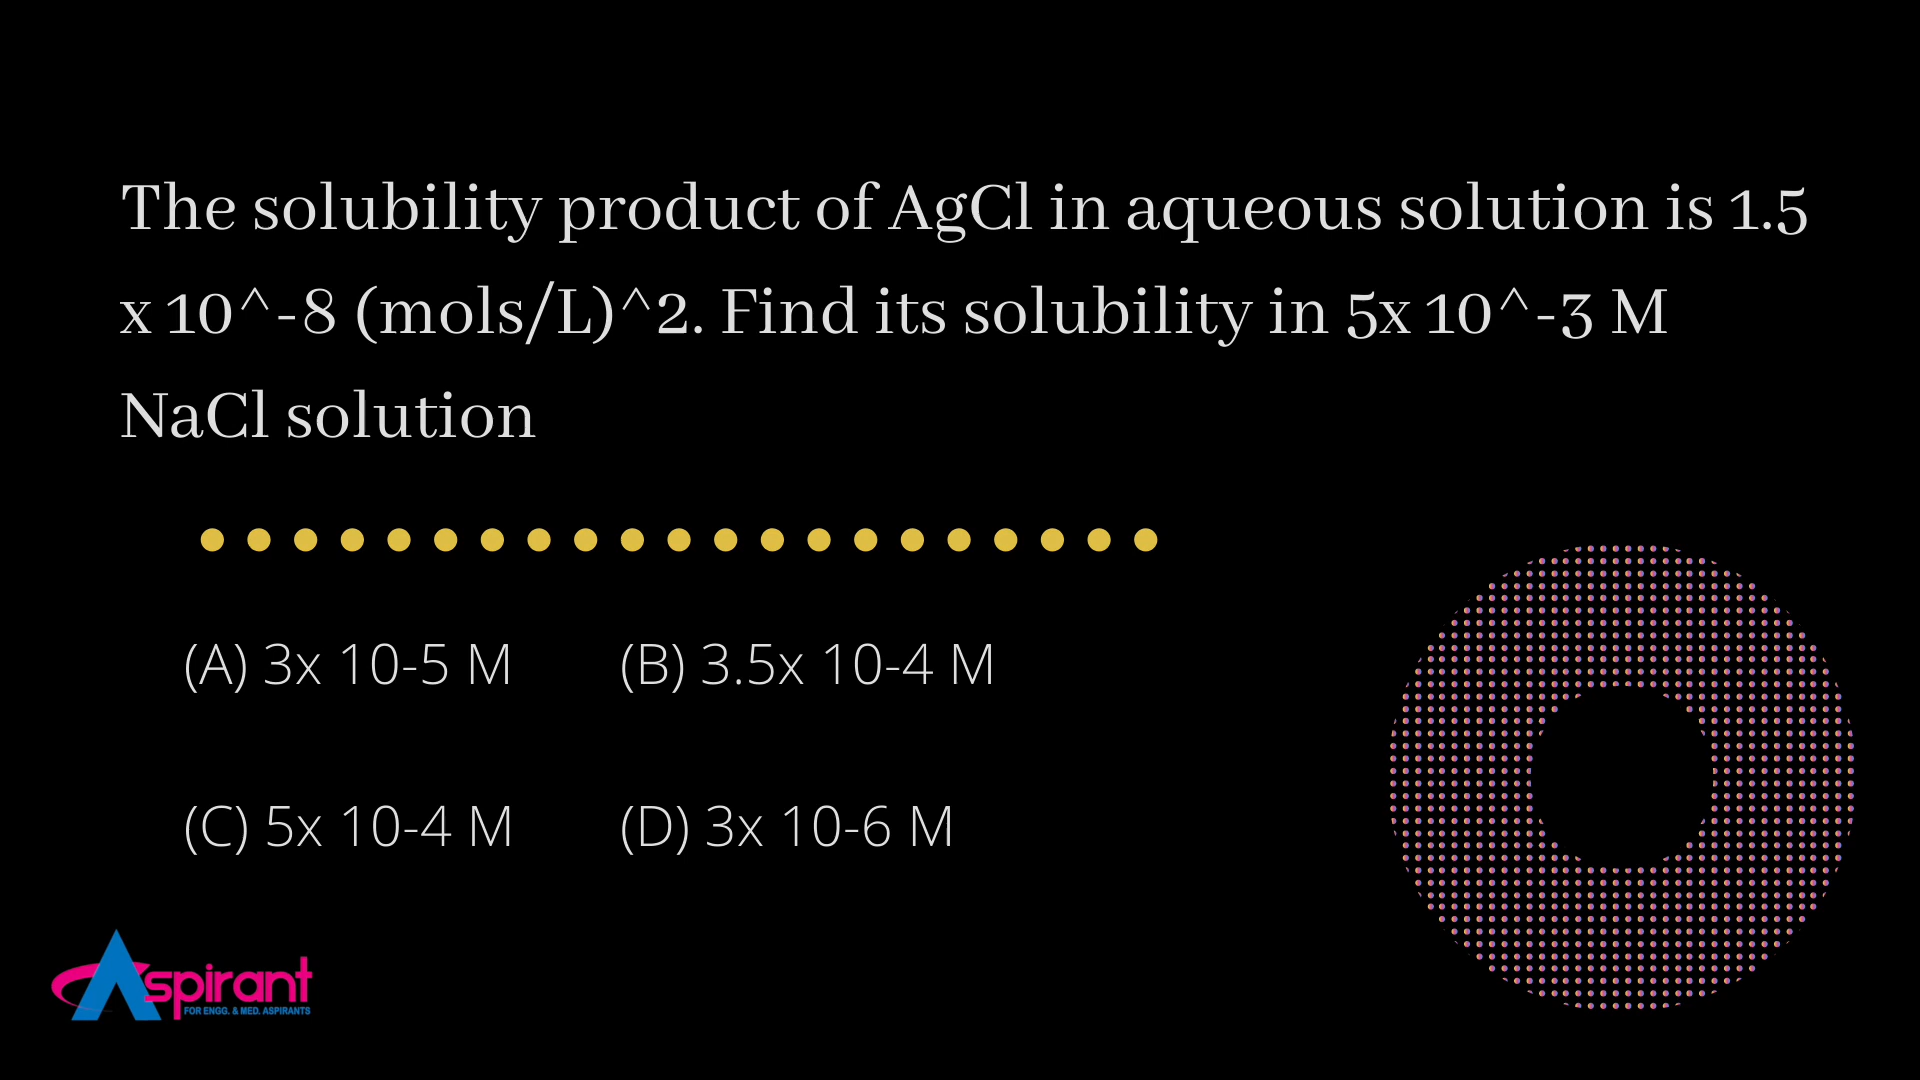 The solubility product of AgCl in aqueous solution is 1.5
x 10^-8 (mols/L)^2. Find its solubility in 5x 10^-3 M
NaCl solution
(A) 3x 10-5 M (B) 3.5x 10-4 M
(C) 5x 10-4 M (D) 3x 10-6 M
Aspirant
FOR ENGG. & MED. ASPIRANTS